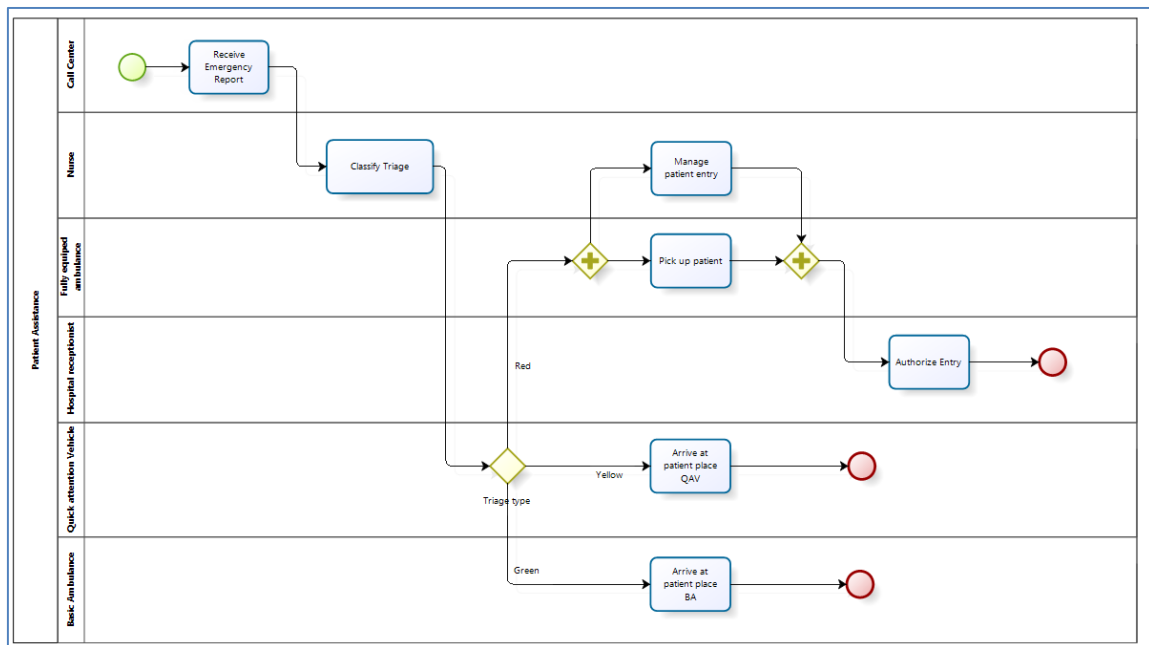 Patient Assistance
Call Center
Receive
Emergency
Report
Nurse
Classify Triage
Manage
patient entry
Fully equiped
ambulance
Pick up patient
Hospital receptionist
Red
Authorize Entry
Quick attention Vehicle
Triage type
Yellow
Arrive at
patient place
QAV
Basic Ambulance
Green
Arrive at
patient place
BA